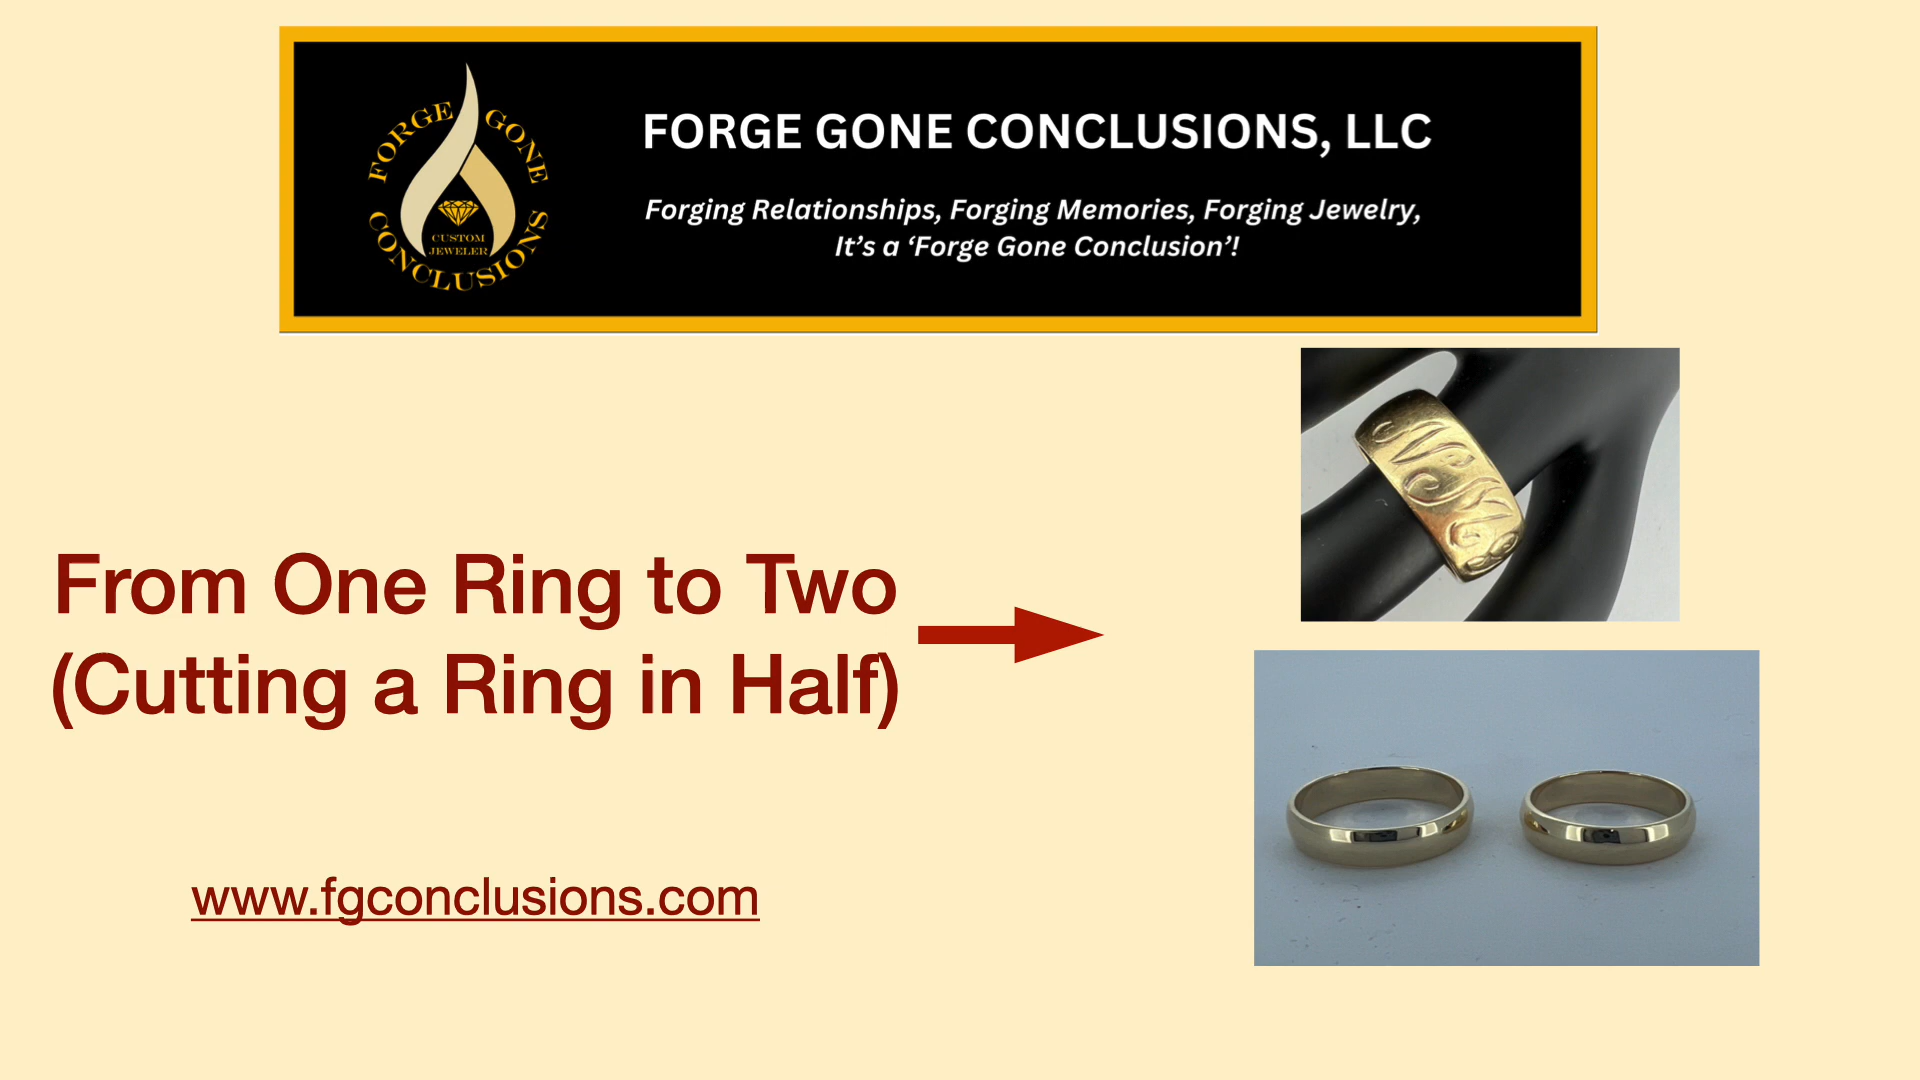 FORGE GONE
CONCLUSIONS
CUSTOM
JEWELER
FORGE GONE CONCLUSIONS, LLC
Forging Relationships, Forging Memories, Forging Jewelry,
It’s a ‘Forge Gone Conclusion’!
From One Ring to Two
(Cutting a Ring in Half)
www.fgconclusions.com